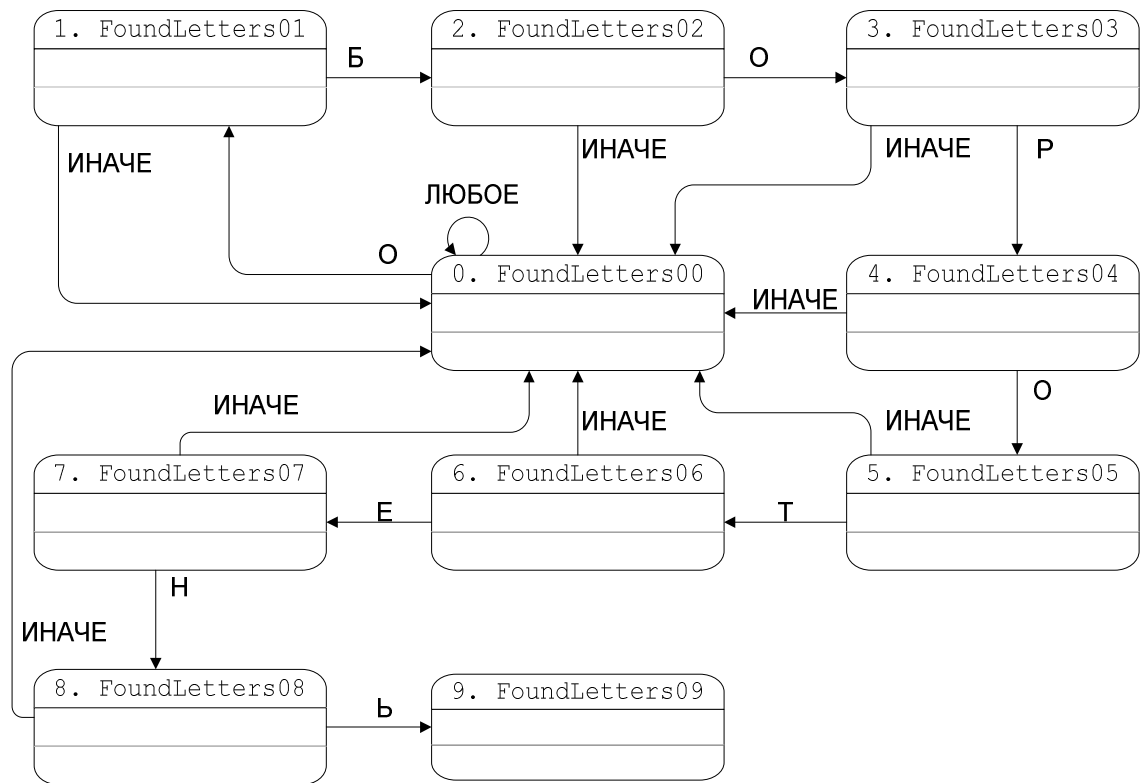 1. FoundLetters01
Б
2. FoundLetters02
О
3. FoundLetters03
ИНАЧЕ
ИНАЧЕ
ИНАЧЕ
Р
ЛЮБОЕ
О
0. FoundLetters00
ИНАЧЕ
4. FoundLetters04
О
ИНАЧЕ
ИНАЧЕ
ИНАЧЕ
7. FoundLetters07
Е
6. FoundLetters06
Т
5. FoundLetters05
Н
ИНАЧЕ
8. FoundLetters08
Ь
9. FoundLetters09